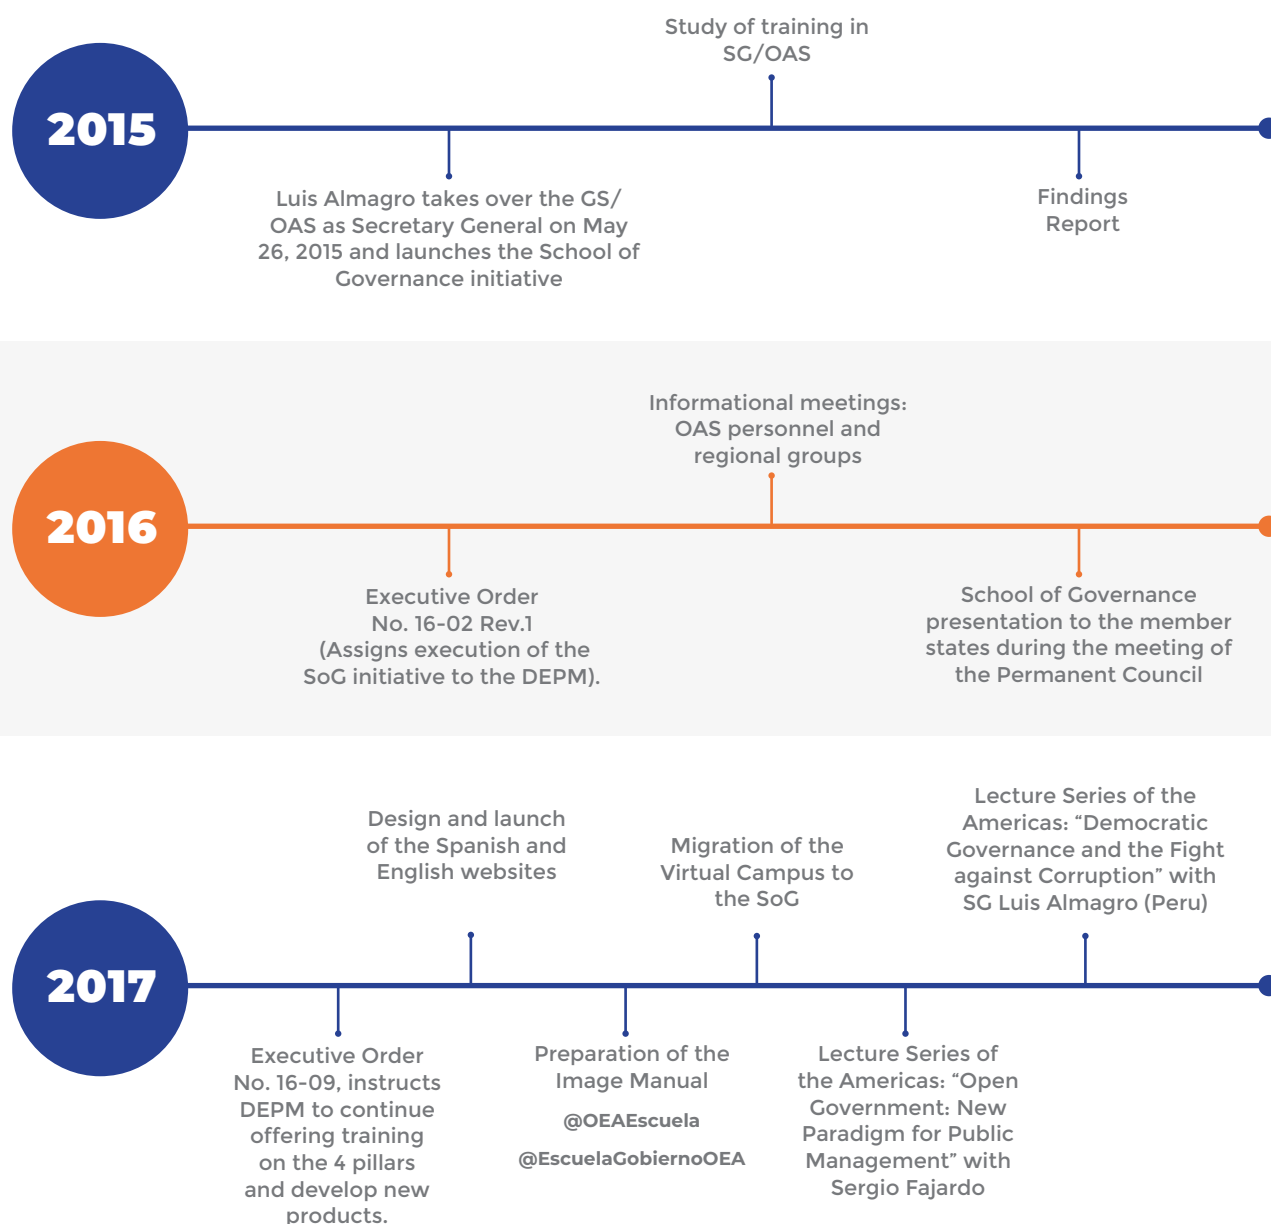 2015
Luis Almagro takes over the GS/
OAS as Secretary General on May
26, 2015 and launches the School of
Governance initiative
Study of training in
SG/OAS
Findings
Report
2016
Executive Order
No. 16-02 Rev.1
(Assigns execution of the
SoG initiative to the DEPM).
Informational meetings:
OAS personnel and
regional groups
School of Governance
presentation to the member
states during the meeting of
the Permanent Council
2017
Executive Order
No. 16-09, instructs
DEPM to continue
offering training
on the 4 pillars
and develop new
products.
Design and launch
of the Spanish and
English websites
Preparation of the
Image Manual
@OEAEscuela
@EscuelaGobiernoOEA
Migration of the
Virtual Campus to
the SoG
Lecture Series of
the Americas: “Open
Government: New
Paradigm for Public
Management” with
Sergio Fajardo
Lecture Series of the
Americas: “Democratic
Governance and the Fight
against Corruption” with
SG Luis Almagro (Peru)